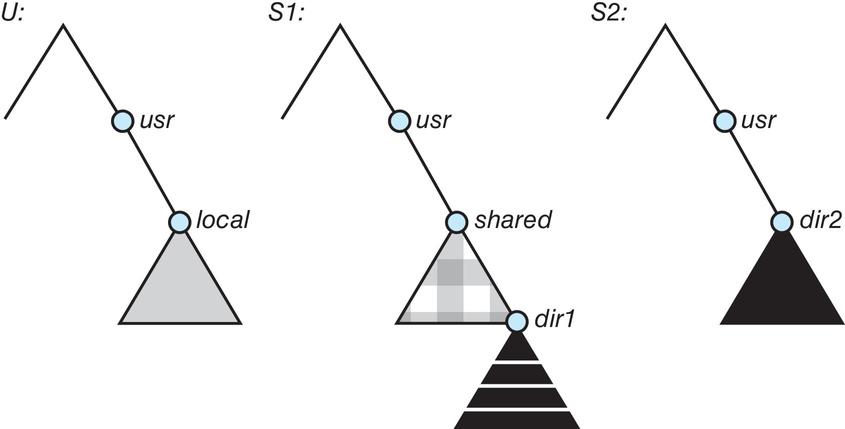 U:
S1:
S2:
usr
usr
usr
local
shared
dir2
dir1